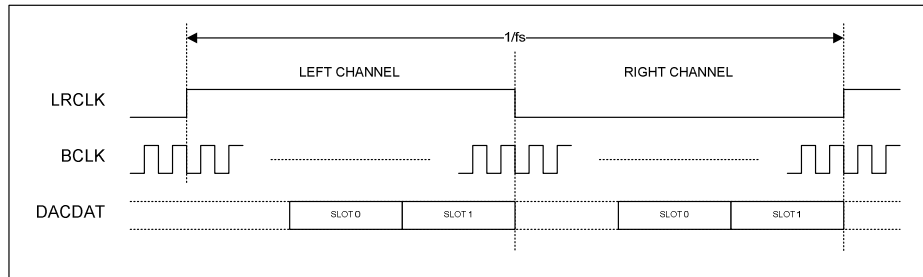 1/fs
LEFT CHANNEL RIGHT CHANNEL
LRCLK
BCLK
DACDAT
SLOT 0 SLOT 1 SLOT 0 SLOT 1